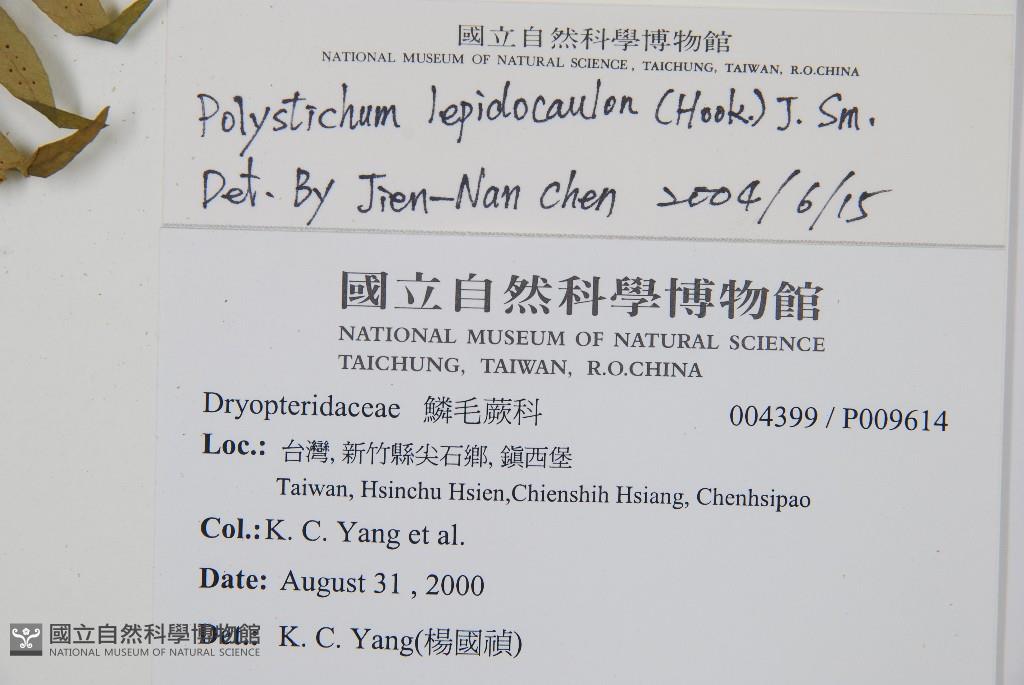 國立自然科學博物館
NATIONAL MUSEUM OF NATURAL SCIENCE, TAICHUNG, TAIWAN, R.O.CHINA
Polystichum lepidocaulon (Hook.) J. Sm.
Det. By Jien-Nan Chen 2004/6/15
國立自然科學博物館
NATIONAL MUSEUM OF NATURAL SCIENCE
TAICHUNG, TAIWAN, R.O.CHINA
Dryopteridaceae 鱗毛蕨科 004399 / P009614
Loc.: 台灣, 新竹縣尖石鄉, 鎮西堡
Taiwan, Hsinchu Hsien,Chienshih Hsiang, Chenhsipao
Col.: K. C. Yang et al.
Date: August 31 , 2000
Det.: K. C. Yang(楊國禎)
國立自然科學博物館
NATIONAL MUSEUM OF NATURAL SCIENCE